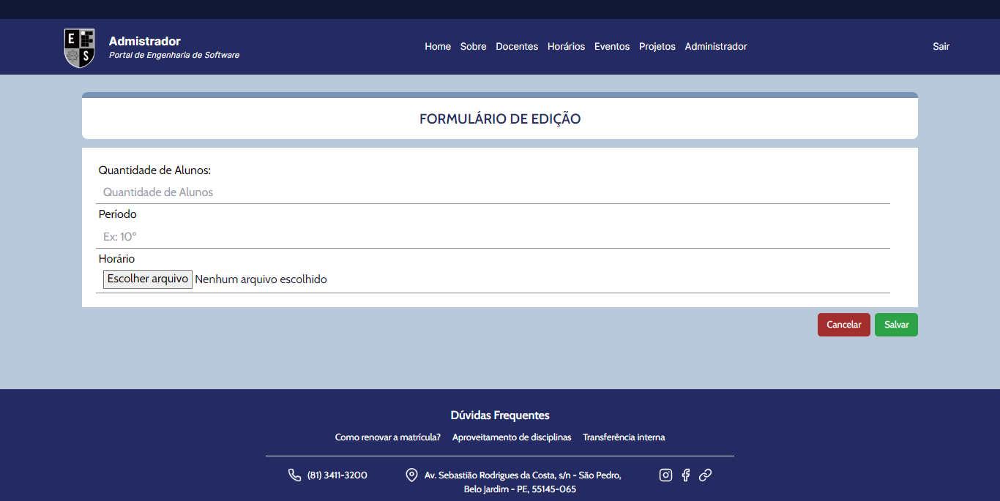 E
S
Admistrador
Portal de Engenharia de Software
Home Sobre Docentes Horários Eventos Projetos Administrador
Sair
FORMULÁRIO DE EDIÇÃO
Quantidade de Alunos:
Quantidade de Alunos
Período
Ex: 10º
Horário
Escolher arquivo Nenhum arquivo escolhido
Cancelar Salvar
Dúvidas Frequentes
Como renovar a matrícula? Aproveitamento de disciplinas Transferência interna
(81) 3411-3200
Av. Sebastião Rodrigues da Costa, s/n - São Pedro,
Belo Jardim - PE, 55145-065